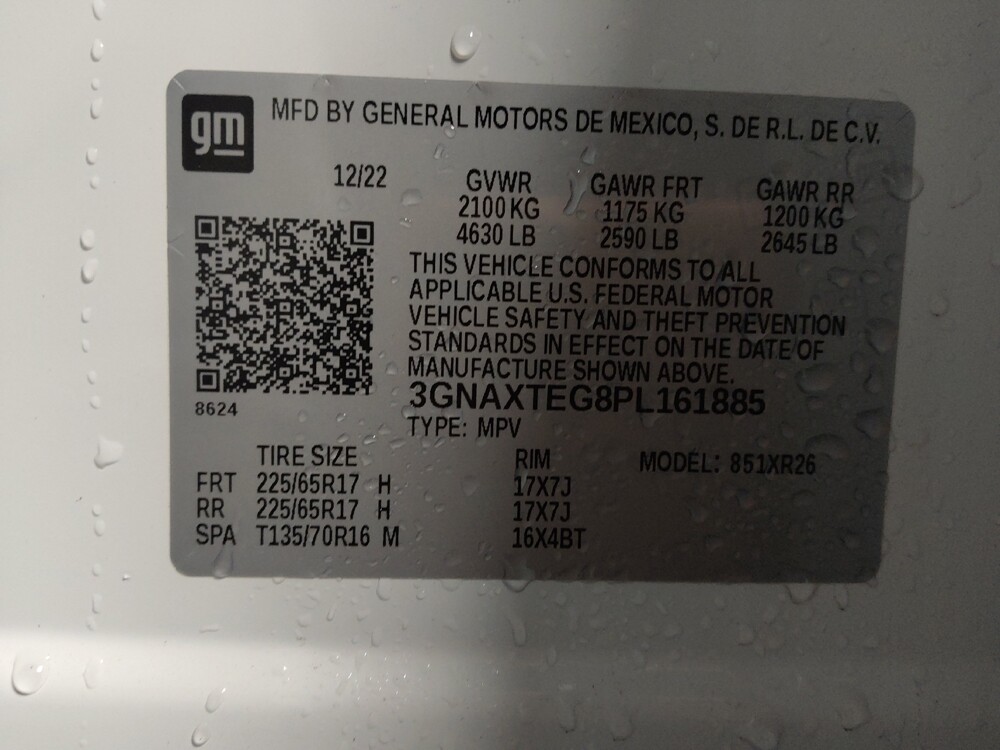 gm
MFD BY GENERAL MOTORS DE MEXICO, S. DE R.L. DE C.V.
12/22 GVWR GAWR FRT GAWR RR
2100 KG 1175 KG 1200 KG
4630 LB 2590 LB 2645 LB
THIS VEHICLE CONFORMS TO ALL
APPLICABLE U.S. FEDERAL MOTOR
VEHICLE SAFETY AND THEFT PREVENTION
STANDARDS IN EFFECT ON THE DATE OF
MANUFACTURE SHOWN ABOVE.
3GNAXTEG8PL161885
8624
TYPE: MPV
TIRE SIZE RIM MODEL: 851XR26
FRT 225/65R17 H 17X7J
RR 225/65R17 H 17X7J
SPA T135/70R16 M 16X4BT